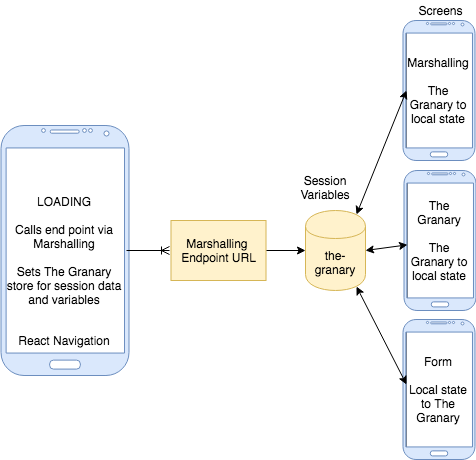 Screens
Marshalling
The
Granary to
local state
LOADING
Calls end point via
Marshalling
Sets The Granary
store for session data
and variables
React Navigation
Marshalling
Endpoint URL
Session
Variables
the-
granary
The
Granary
The
Granary to
local state
Form
Local state
to The
Granary